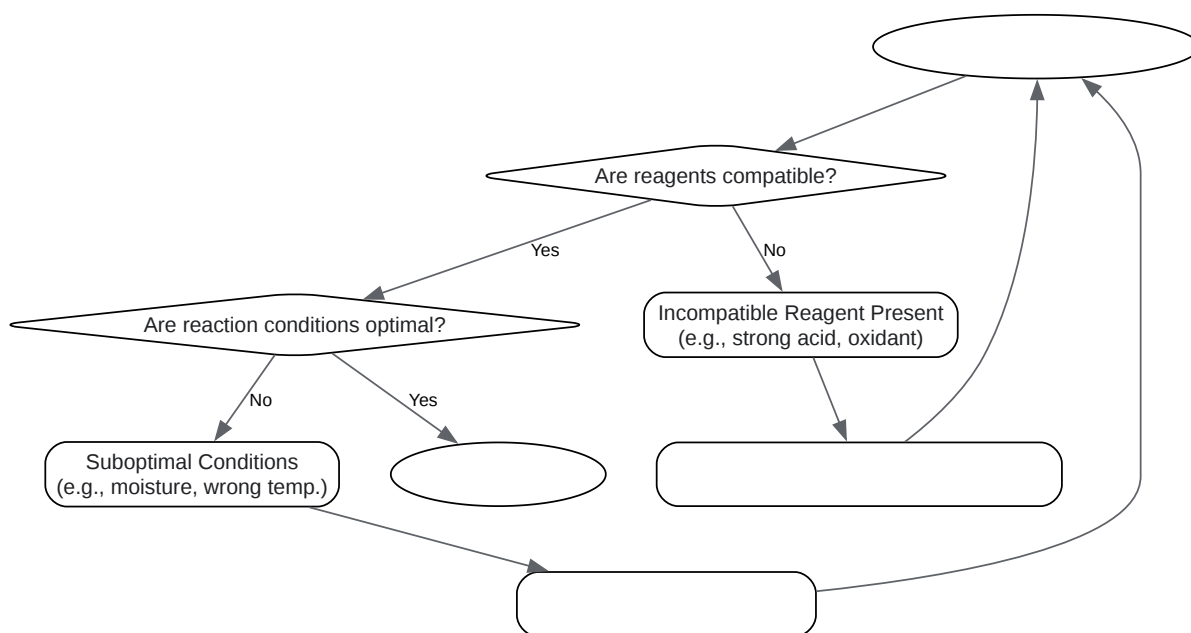 Are reagents compatible?
Yes
No
Are reaction conditions optimal?
Incompatible Reagent Present
(e.g., strong acid, oxidant)
No
Yes
Suboptimal Conditions
(e.g., moisture, wrong temp.)